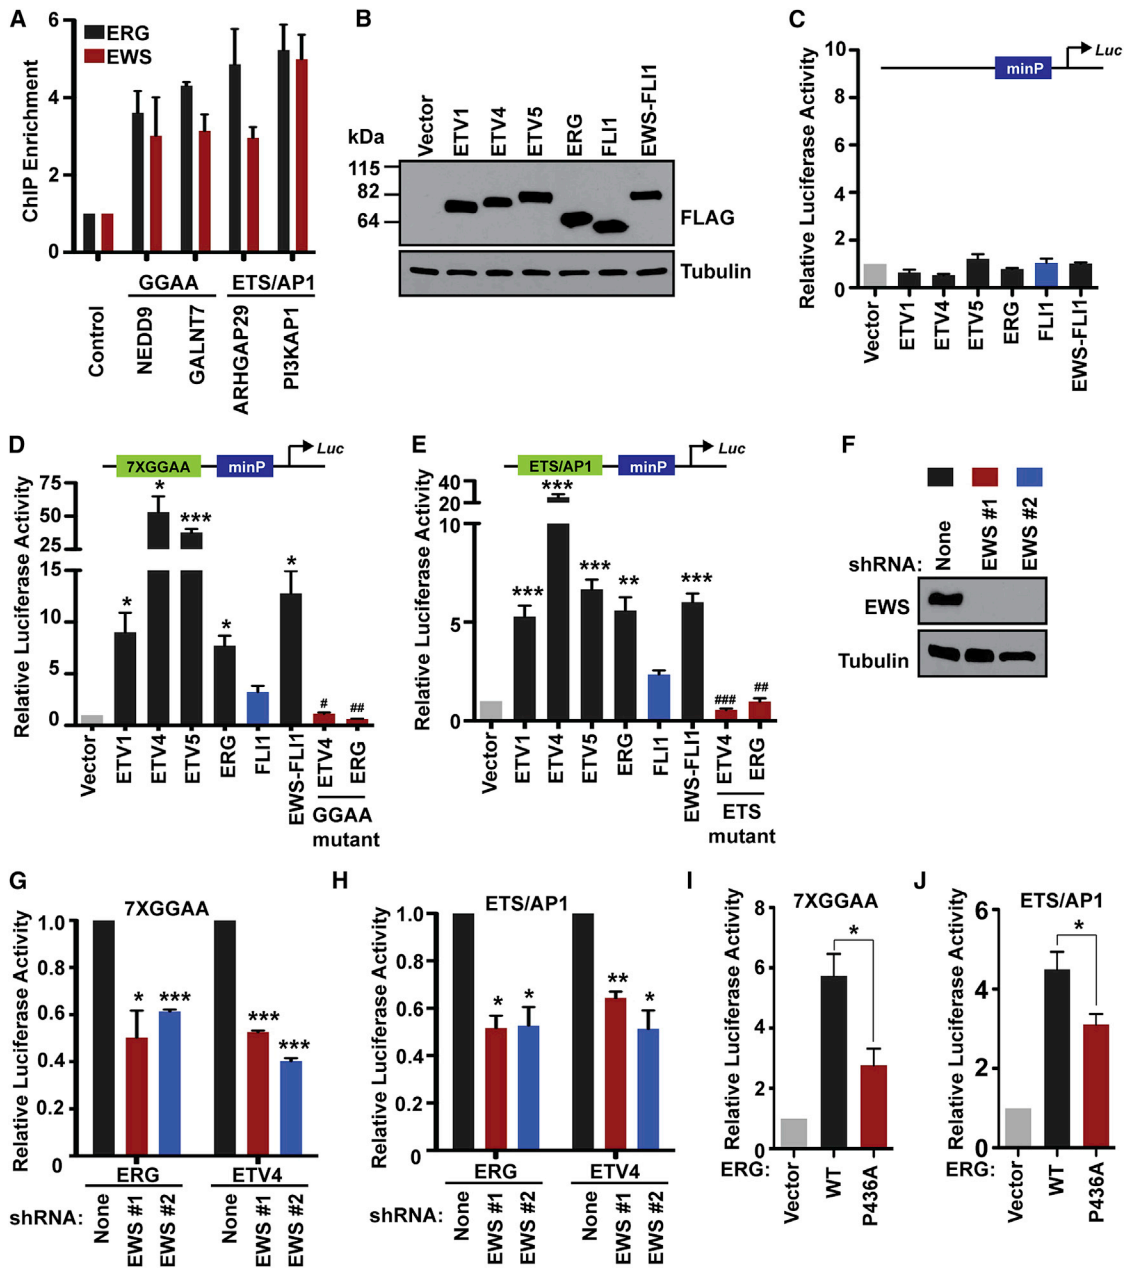 A
ChIP Enrichment
6
4
2
0
ERG
EWS
GGAA
ETS/AP1
Control
NEDD9
GALNT7
ARHGAP29
PI3KAP1
B
kDa
Vector
ETV1
ETV4
ETV5
ERG
FLI1
EWS-FLI1
115
82
64
FLAG
Tubulin
C
Relative Luciferase Activity
10
8
6
4
2
0
minP
Luc
Vector
ETV1
ETV4
ETV5
ERG
FLI1
EWS-FLI1
D
7XGGAA
minP
Luc
Relative Luciferase Activity
75
50
25
15
10
5
0
*
*
***
*
*
#
##
Vector
ETV1
ETV4
ETV5
ERG
FLI1
EWS-FLI1
ETV4
ERG
GGAA
mutant
E
ETS/AP1
minP
Luc
Relative Luciferase Activity
40
20
10
5
0
***
***
***
**
***
###
##
Vector
ETV1
ETV4
ETV5
ERG
FLI1
EWS-FLI1
ETV4
ERG
ETS
mutant
F
shRNA:
None
EWS #1
EWS #2
EWS
Tubulin
G
7XGGAA
Relative Luciferase Activity
1.0
0.8
0.6
0.4
0.2
0
*
***
***
***
ERG
ETV4
shRNA:
None
EWS #1
EWS #2
None
EWS #1
EWS #2
H
ETS/AP1
Relative Luciferase Activity
1.0
0.8
0.6
0.4
0.2
0
*
*
**
*
ERG
ETV4
shRNA:
None
EWS #1
EWS #2
None
EWS #1
EWS #2
I
7XGGAA
Relative Luciferase Activity
8
6
4
2
0
*
ERG:
Vector
WT
P436A
J
ETS/AP1
Relative Luciferase Activity
6
4
2
0
*
ERG:
Vector
WT
P436A